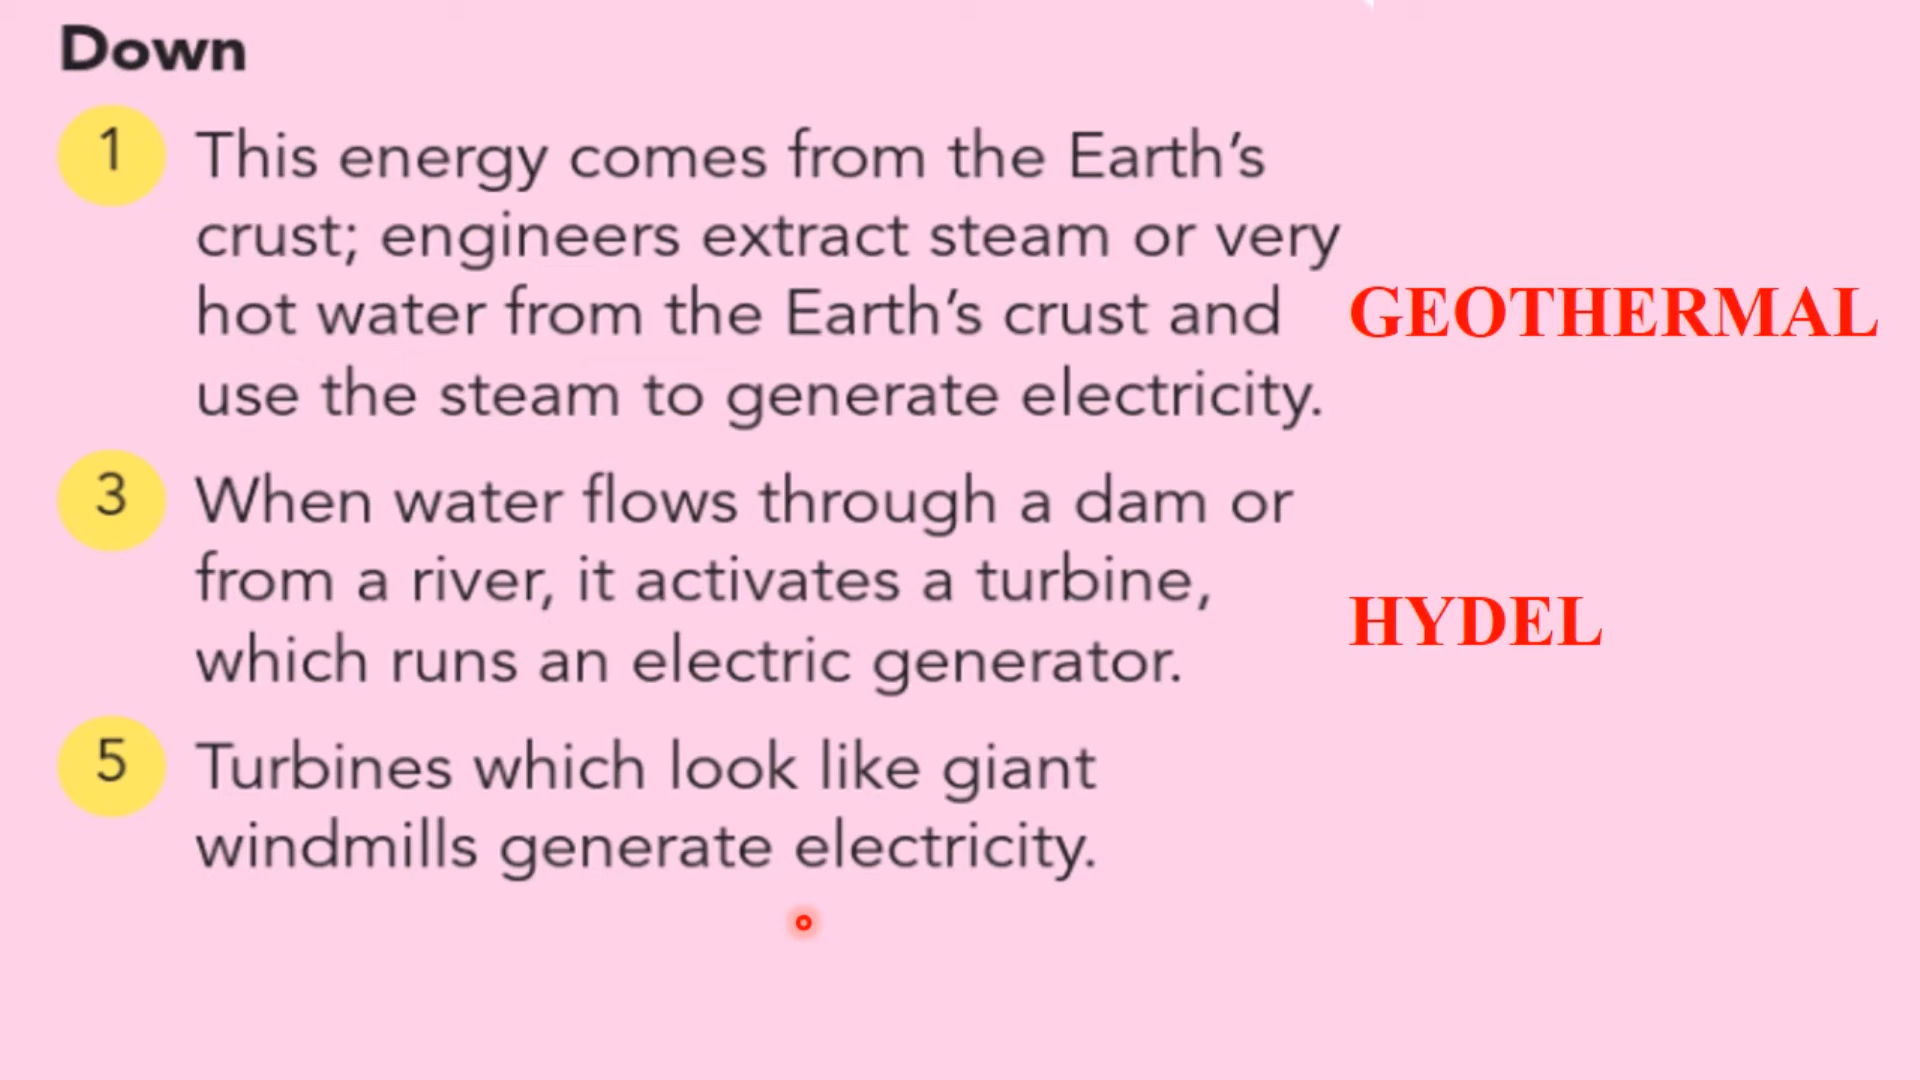 Down
1 This energy comes from the Earth’s
crust; engineers extract steam or very
hot water from the Earth’s crust and
use the steam to generate electricity.
GEOTHERMAL
3 When water flows through a dam or
from a river, it activates a turbine,
which runs an electric generator.
HYDEL
5 Turbines which look like giant
windmills generate electricity.